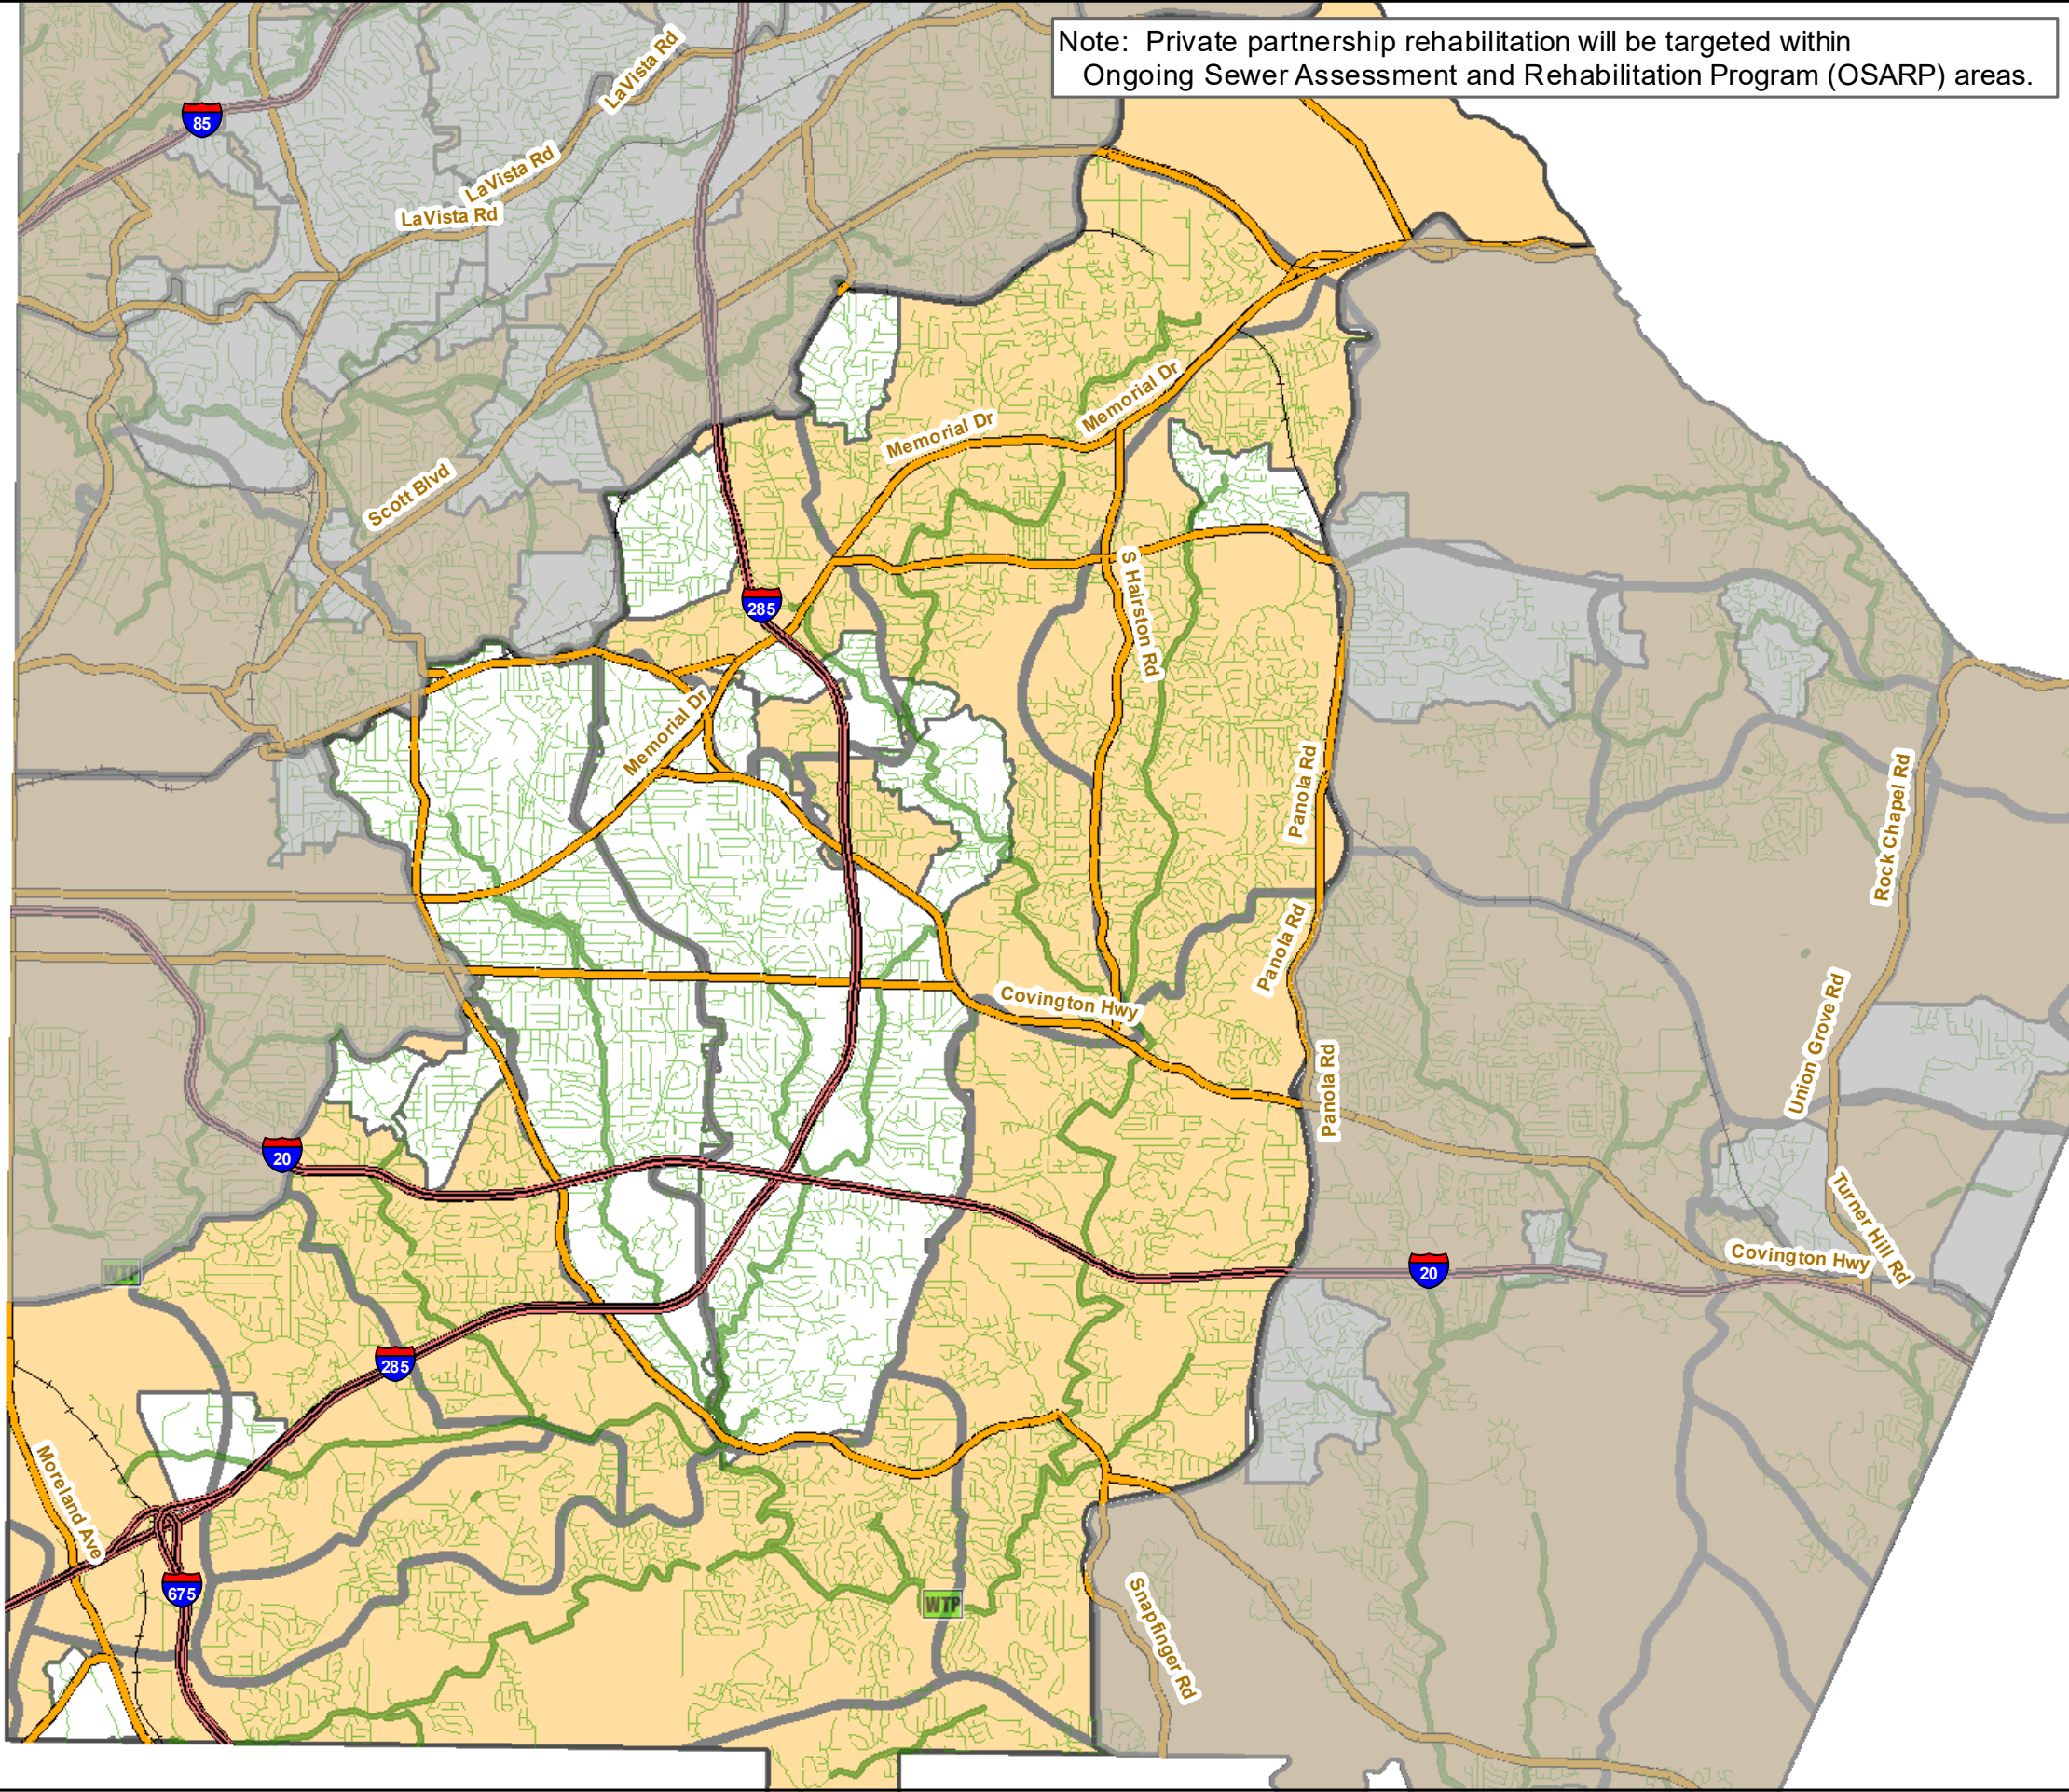 Note: Private partnership rehabilitation will be targeted within
Ongoing Sewer Assessment and Rehabilitation Program (OSARP) areas.
LaVista Rd
85
LaVista Rd
LaVista Rd
Memorial Dr
Memorial Dr
Scott Blvd
S Hairston Rd
285
Memorial Dr
Panola Rd
Rock Chapel Rd
Panola Rd
Covington Hwy
Union Grove Rd
Panola Rd
20
Turner Hill Rd
Covington Hwy
20
WTP
285
Moreland Ave
675
WTP
Snapfinger Rd